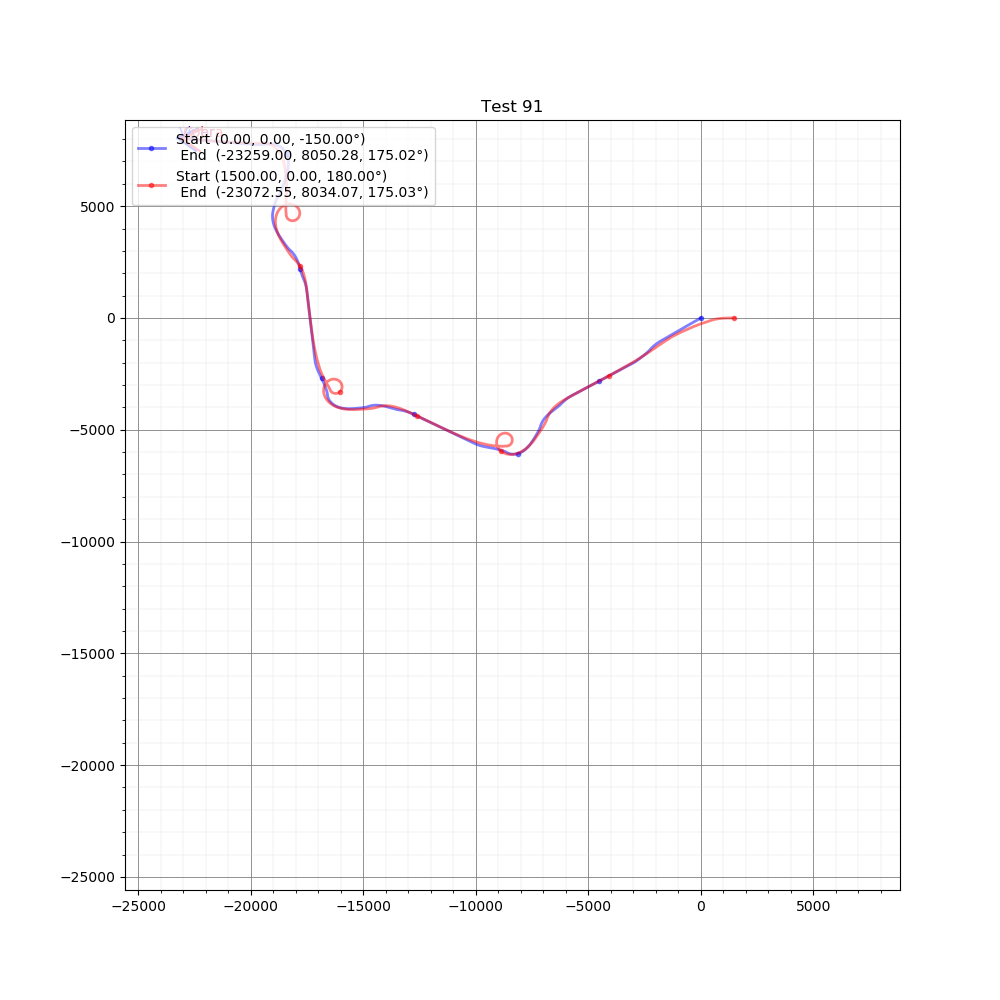 Test 91
Start (0.00, 0.00, -150.00°)
End (-23259.00, 8050.28, 175.02°)
Start (1500.00, 0.00, 180.00°)
End (-23072.55, 8034.07, 175.03°)
5000
0
−5000
−10000
−15000
−20000
−25000
−25000 −20000 −15000 −10000 −5000 0 5000